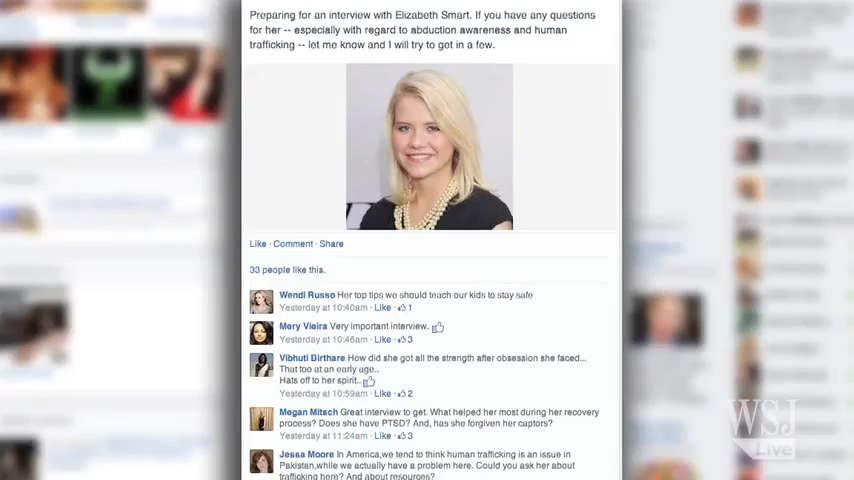 Preparing for an interview with Elizabeth Smart. If you have any questions
for her -- especially with regard to abduction awareness and human
trafficking -- let me know and I will try to get in a few.
Like · Comment · Share
33 people like this.
Wendi Russo Her top tips we should teach our kids to stay safe
Yesterday at 10:40am · Like · 1
Mery Vieira Very important interview.
Yesterday at 10:46am · Like · 3
Vibhuti Birthare How did she got all the strength after obsession she faced...
That too at an early age..
Hats off to her spirit..
Yesterday at 10:59am · Like · 2
Megan Mitsch Great interview to get. What helped her most during her recovery
process? Does she have PTSD? And, has she forgiven her captors?
Yesterday at 11:24am · Like · 3
Jessa Moore In America,we tend to think human trafficking is an issue in
Pakistan,while we actually have a problem here. Could you ask her about
trafficking here? And about resources?
WSJ
Live